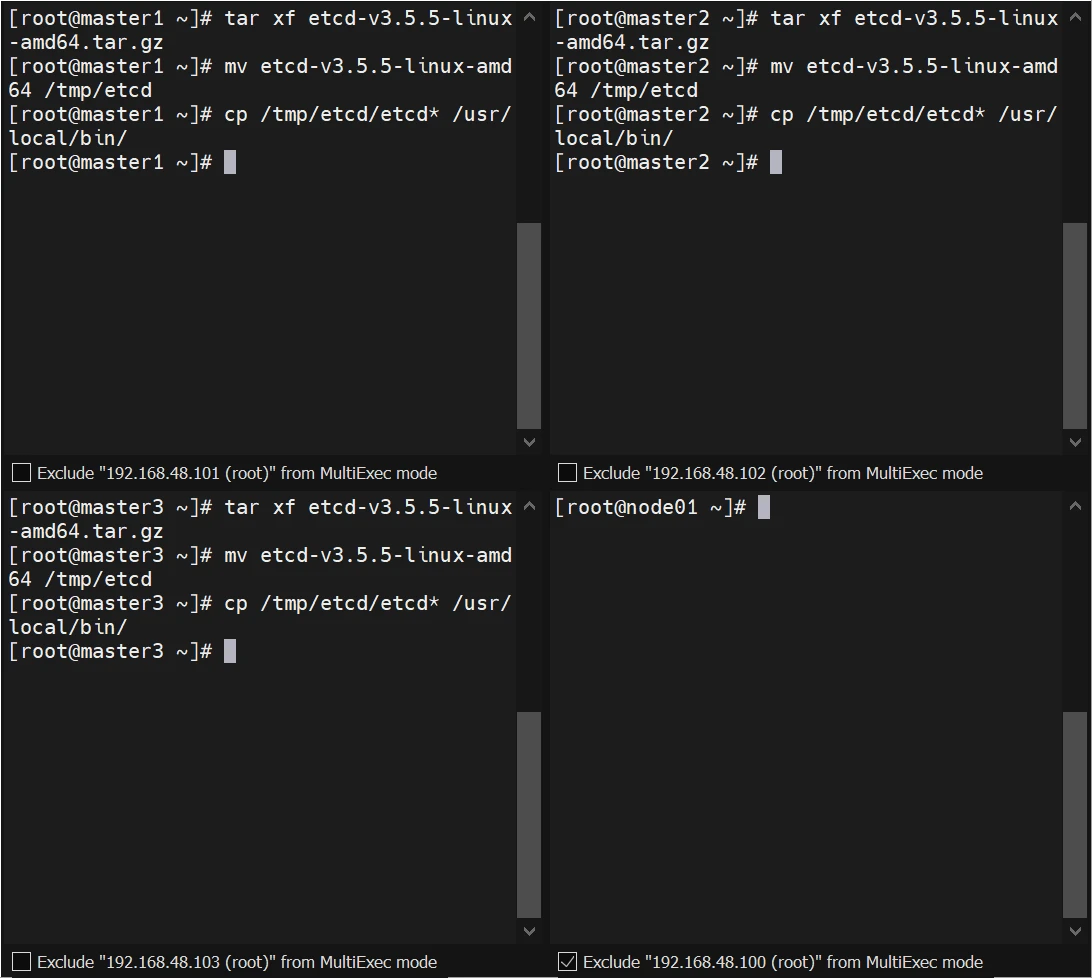 [root@master1 ~]# tar xf etcd-v3.5.5-linux
-amd64.tar.gz
[root@master1 ~]# mv etcd-v3.5.5-linux-amd
64 /tmp/etcd
[root@master1 ~]# cp /tmp/etcd/etcd* /usr/
local/bin/
[root@master1 ~]#
Exclude "192.168.48.101 (root)" from MultiExec mode
[root@master2 ~]# tar xf etcd-v3.5.5-linux
-amd64.tar.gz
[root@master2 ~]# mv etcd-v3.5.5-linux-amd
64 /tmp/etcd
[root@master2 ~]# cp /tmp/etcd/etcd* /usr/
local/bin/
[root@master2 ~]#
Exclude "192.168.48.102 (root)" from MultiExec mode
[root@master3 ~]# tar xf etcd-v3.5.5-linux
-amd64.tar.gz
[root@master3 ~]# mv etcd-v3.5.5-linux-amd
64 /tmp/etcd
[root@master3 ~]# cp /tmp/etcd/etcd* /usr/
local/bin/
[root@master3 ~]#
Exclude "192.168.48.103 (root)" from MultiExec mode
[root@node01 ~]#
Exclude "192.168.48.100 (root)" from MultiExec mode